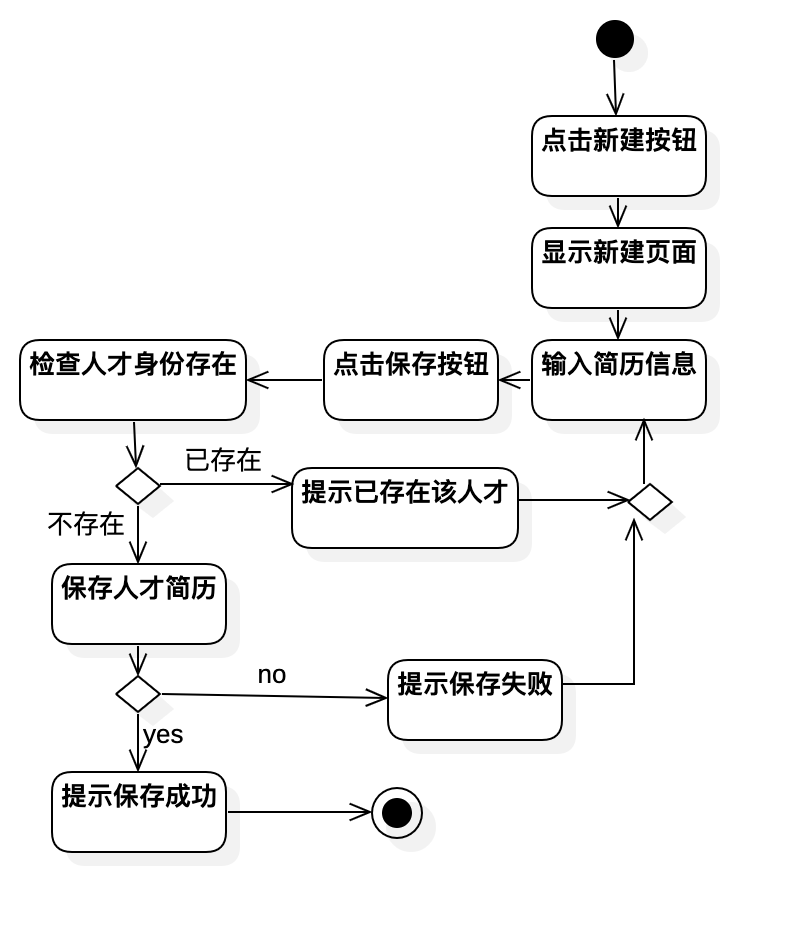 点击新建按钮
显示新建页面
检查人才身份存在
点击保存按钮
输入简历信息
已存在
提示已存在该人才
不存在
保存人才简历
no
提示保存失败
yes
提示保存成功